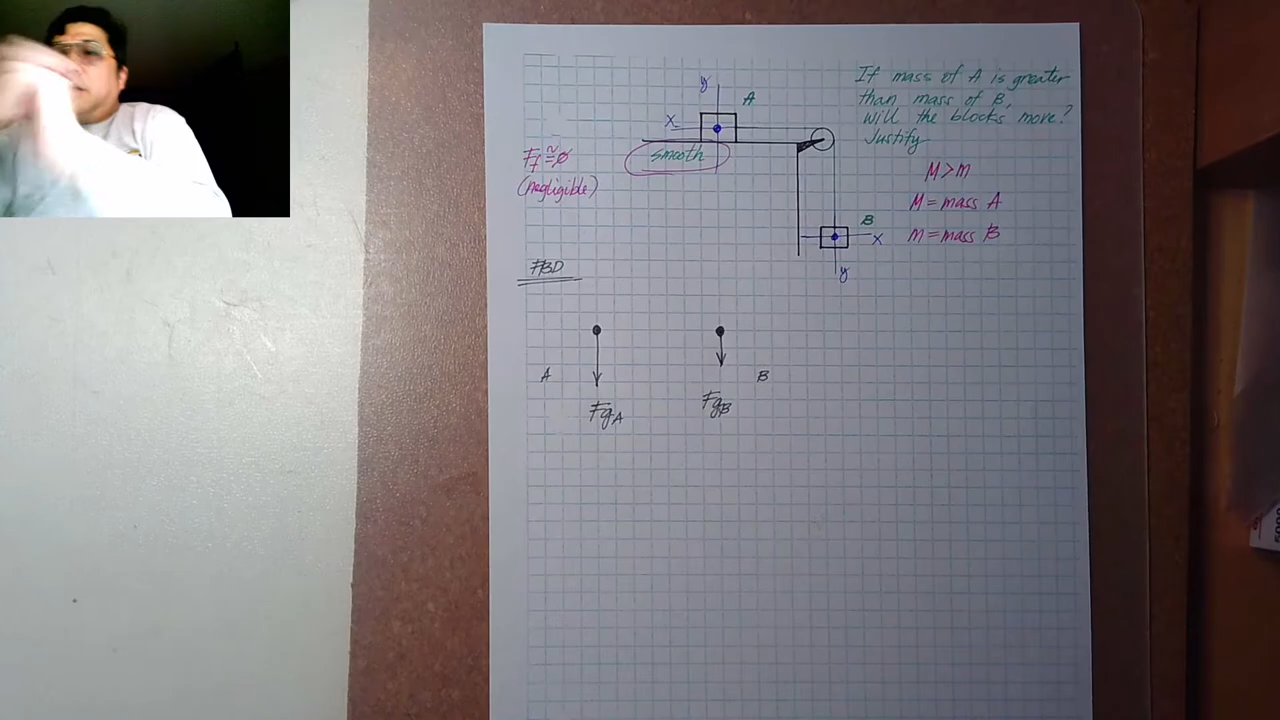 If mass of A is greater
than mass of B,
will the blocks move?
Justify
y
A
X
smooth
Ff ≅ 0
(negligible)
M > m
M = mass A
m = mass B
B
X
y
FBD
A
B
FgA
FgB